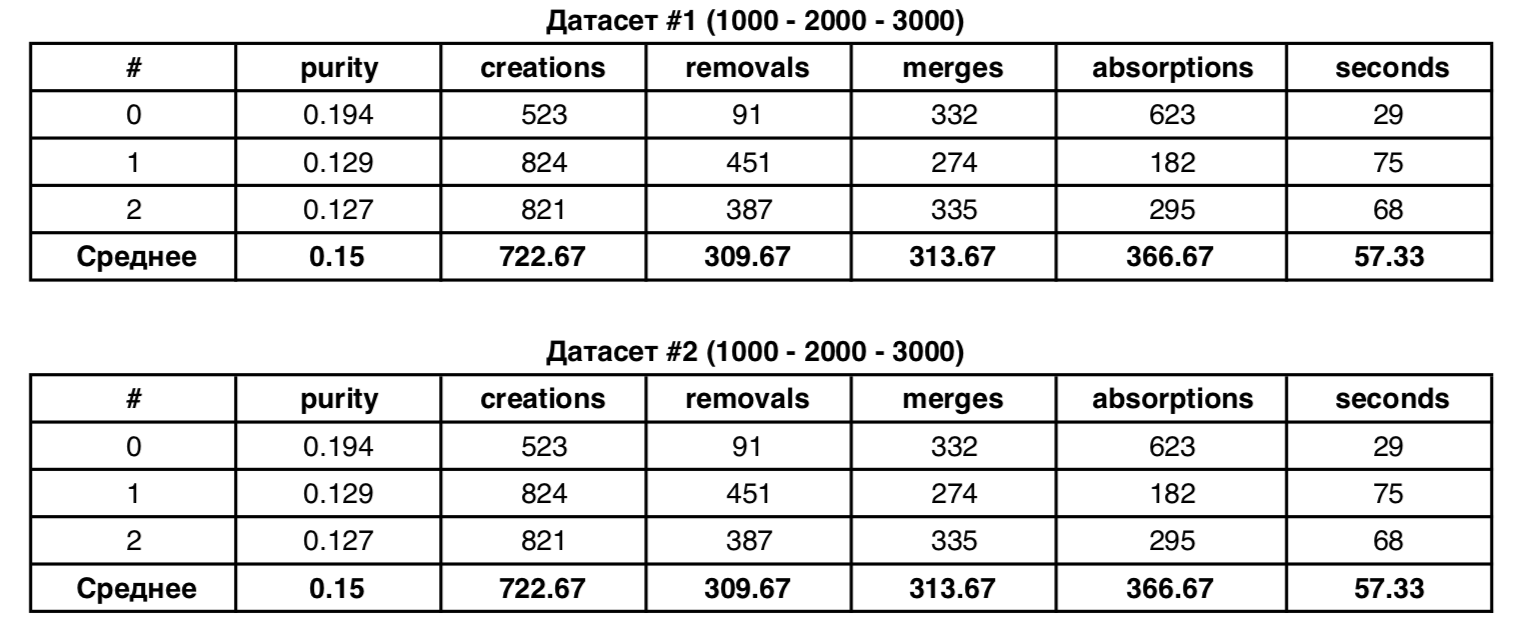 Датасет #1 (1000 - 2000 - 3000)
# purity creations removals merges absorptions seconds
0 0.194 523 91 332 623 29
1 0.129 824 451 274 182 75
2 0.127 821 387 335 295 68
Среднее 0.15 722.67 309.67 313.67 366.67 57.33
Датасет #2 (1000 - 2000 - 3000)
# purity creations removals merges absorptions seconds
0 0.194 523 91 332 623 29
1 0.129 824 451 274 182 75
2 0.127 821 387 335 295 68
Среднее 0.15 722.67 309.67 313.67 366.67 57.33